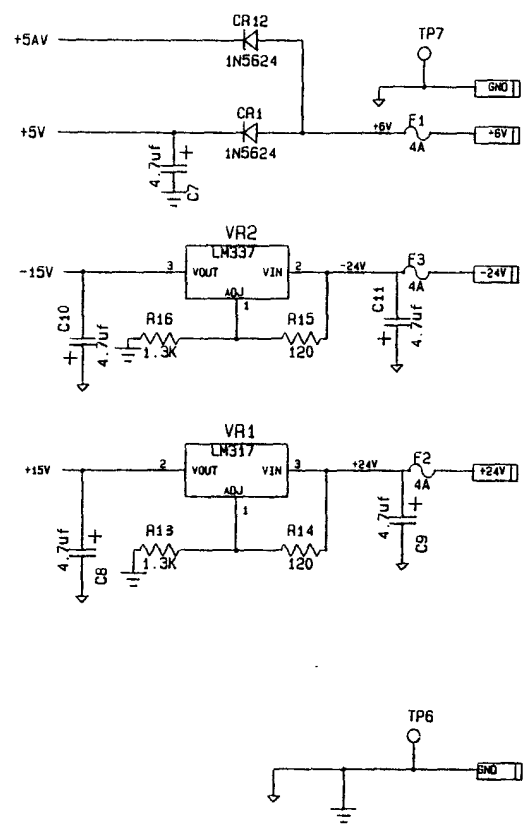 CR12
+5AV
1N5624
TP7
GND
CR1
+5V
1N5624
+6V
F1
4A
+6V
4.7uf
+
C7
VR2
LM337
-15V
3
VOUT
VIN
2
-24V
F3
4A
-24V
ADJ
1
C10
4.7uf
+
R16
1.3K
R15
120
C11
4.7uf
+
VR1
LM317
+15V
2
VOUT
VIN
3
+24V
F2
4A
+24V
ADJ
1
4.7uf
+
C8
R13
1.3K
R14
120
4.7uf
+
C9
TP6
GND